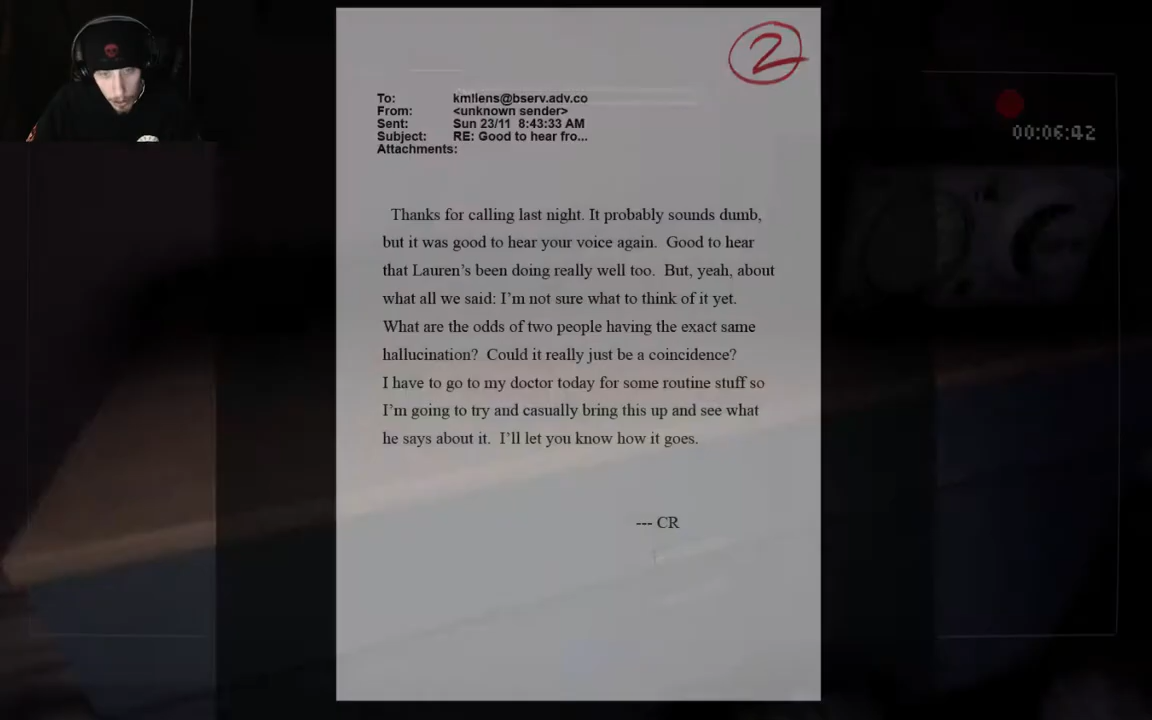 2
To: kmllens@bserv.adv.co
From: <unknown sender>
Sent: Sun 23/11 8:43:33 AM
Subject: RE: Good to hear fro...
Attachments:
00:06:42
Thanks for calling last night. It probably sounds dumb,
but it was good to hear your voice again. Good to hear
that Lauren's been doing really well too. But, yeah, about
what all we said: I'm not sure what to think of it yet.
What are the odds of two people having the exact same
hallucination? Could it really just be a coincidence?
I have to go to my doctor today for some routine stuff so
I'm going to try and casually bring this up and see what
he says about it. I'll let you know how it goes.
--- CR